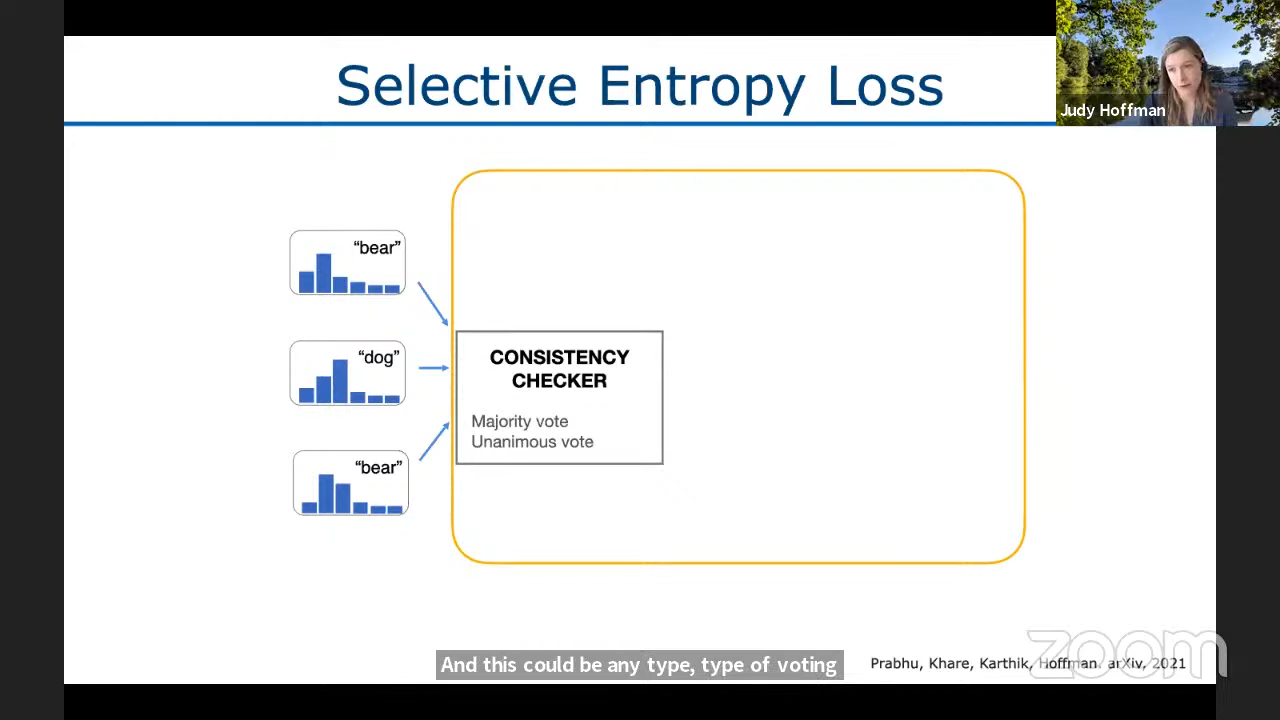 Selective Entropy Loss
Judy Hoffman
“bear”
“dog”
“bear”
CONSISTENCY
CHECKER
Majority vote
Unanimous vote
And this could be any type, type of voting
Prabhu, Khare, Karthik, Hoffman. arXiv, 2021
zoom